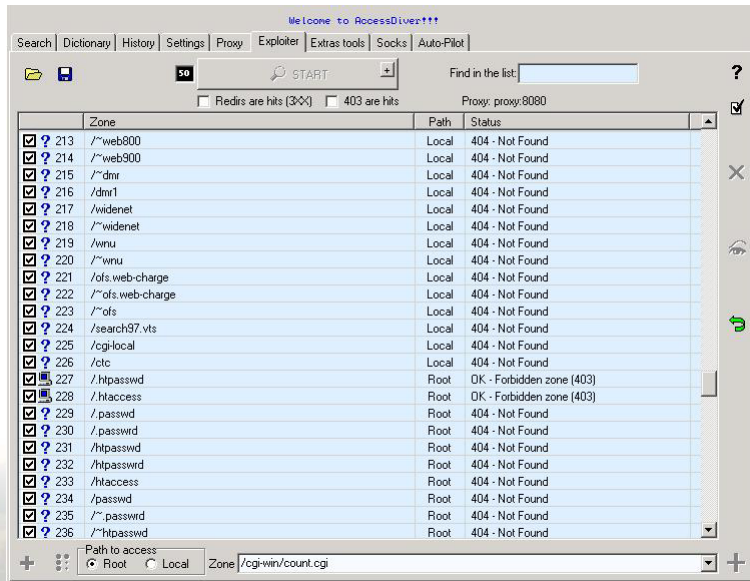 Welcome to AccessDiver!!!
Search Dictionary History Settings Proxy Exploiter Extras tools Socks Auto-Pilot
50 START + Find in the list: ?
Redirs are hits (3XX) 403 are hits Proxy: proxy:8080
Zone Path Status
? 213 /~web800 Local 404 - Not Found
? 214 /~web900 Local 404 - Not Found
? 215 /~dmr Local 404 - Not Found
? 216 /dmr1 Local 404 - Not Found
? 217 /widenet Local 404 - Not Found
? 218 /~widenet Local 404 - Not Found
? 219 /wnu Local 404 - Not Found
? 220 /~wnu Local 404 - Not Found
? 221 /ofs.web-charge Local 404 - Not Found
? 222 /~ofs.web-charge Local 404 - Not Found
? 223 /~ofs Local 404 - Not Found
? 224 /search97.vts Local 404 - Not Found
? 225 /cgi-local Local 404 - Not Found
? 226 /ctc Local 404 - Not Found
227 /.htpasswd Root OK - Forbidden zone (403)
228 /.htaccess Root OK - Forbidden zone (403)
? 229 /.passwd Root 404 - Not Found
? 230 /.passwrd Root 404 - Not Found
? 231 /htpasswd Root 404 - Not Found
? 232 /htpasswrd Root 404 - Not Found
? 233 /htaccess Root 404 - Not Found
? 234 /passwd Root 404 - Not Found
? 235 /~.passwrd Root 404 - Not Found
? 236 /~htpasswd Root 404 - Not Found
Path to access
Root Local Zone /cgi-win/count.cgi